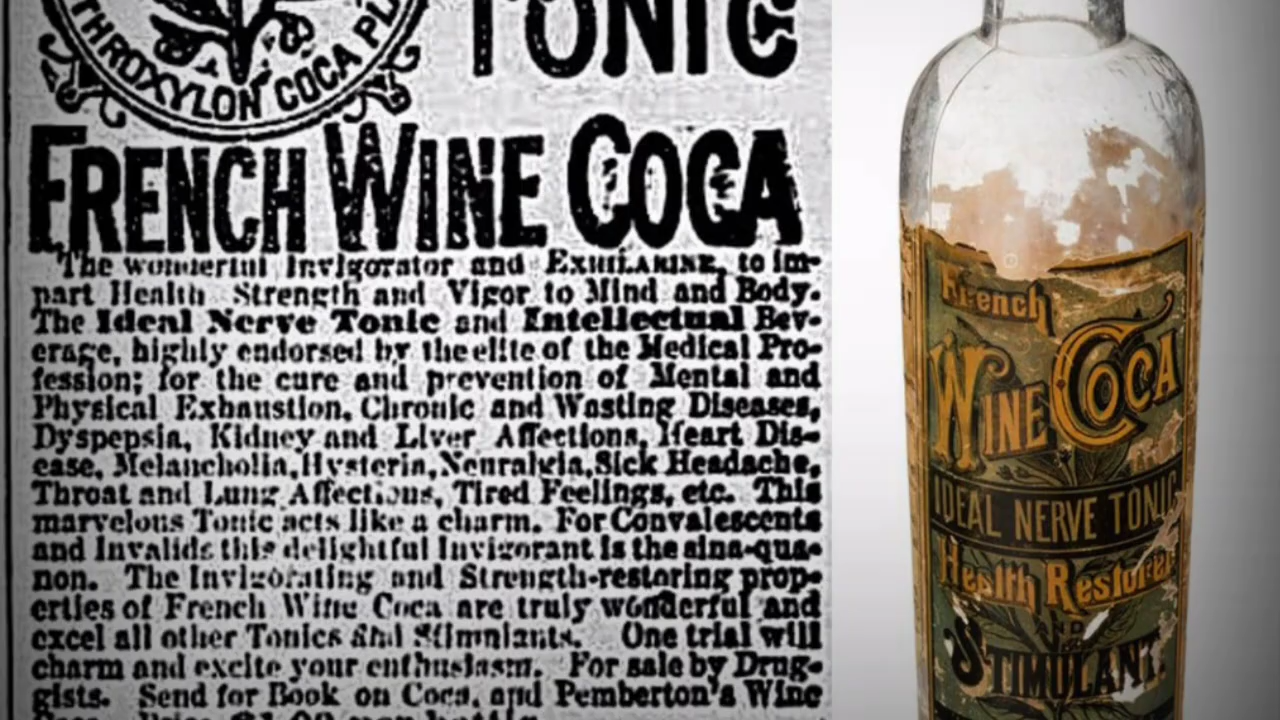 THROXYLON COCA PL
TONIC
FRENCH WINE COCA
The wonderful Invigorator and EXHILARINE, to im-
part Health Strength and Vigor to Mind and Body.
The Ideal Nerve Tonic and Intellectual Bev-
erage, highly endorsed by the elite of the Medical Pro-
fession; for the cure and prevention of Mental and
Physical Exhaustion, Chronic and Wasting Diseases,
Dyspepsia, Kidney and Liver Affections, Heart Dis-
ease, Melancholia, Hysteria, Neuralgia, Sick Headache,
Throat and Lung Affections, Tired Feelings, etc. This
marvelous Tonic acts like a charm. For Convalescents
and Invalids this delightful Invigorant is the sina-qua-
non. The Invigorating and Strength-restoring prop-
erties of French Wine Coca are truly wonderful and
excel all other Tonics and Stimulants. One trial will
charm and excite your enthusiasm. For sale by Drug-
gists. Send for Book on Coca, and Pemberton's Wine
French
WINE COCA
IDEAL NERVE TONIC
Health Restorer
AND
STIMULANT.